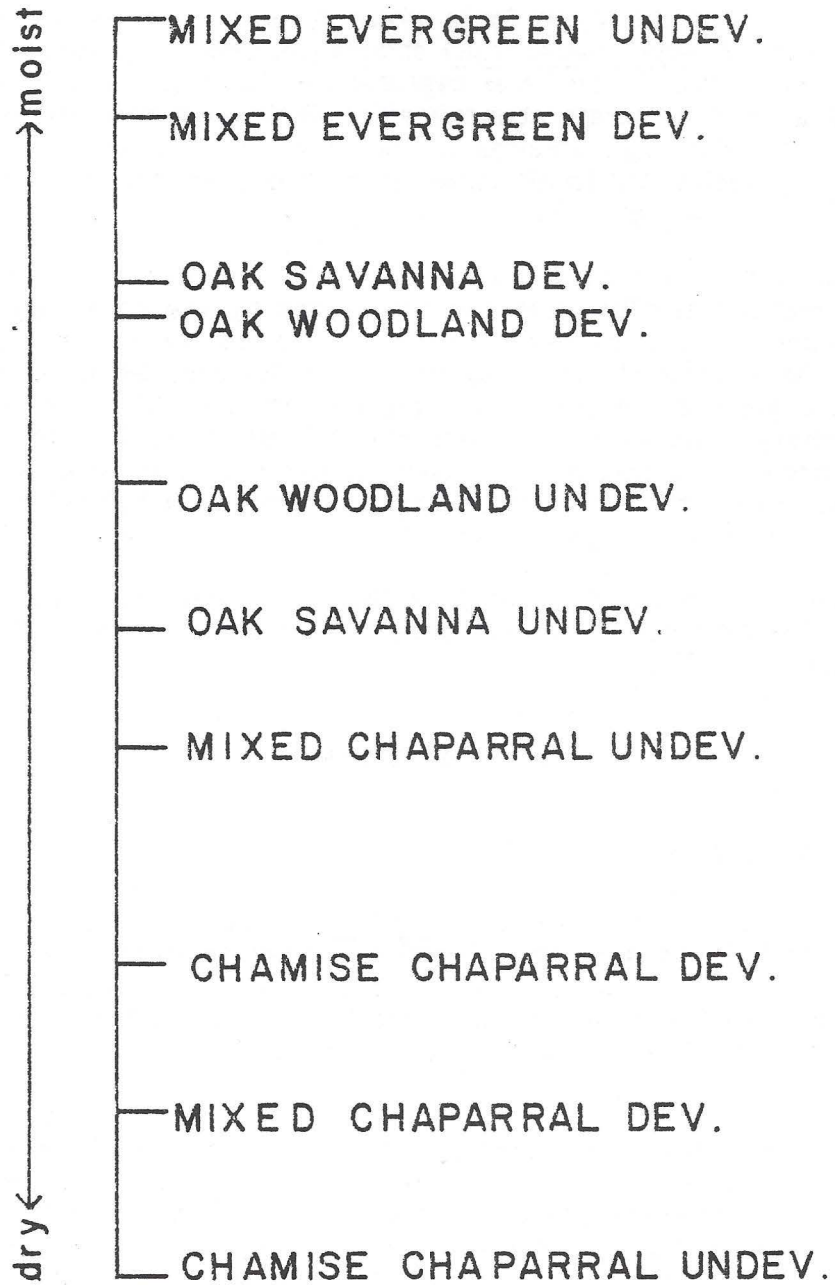 moist
MIXED EVERGREEN UNDEV.
MIXED EVERGREEN DEV.
OAK SAVANNA DEV.
OAK WOODLAND DEV.
OAK WOODLAND UNDEV.
OAK SAVANNA UNDEV.
MIXED CHAPARRAL UNDEV.
CHAMISE CHAPARRAL DEV.
MIXED CHAPARRAL DEV.
dry
CHAMISE CHAPARRAL UNDEV.